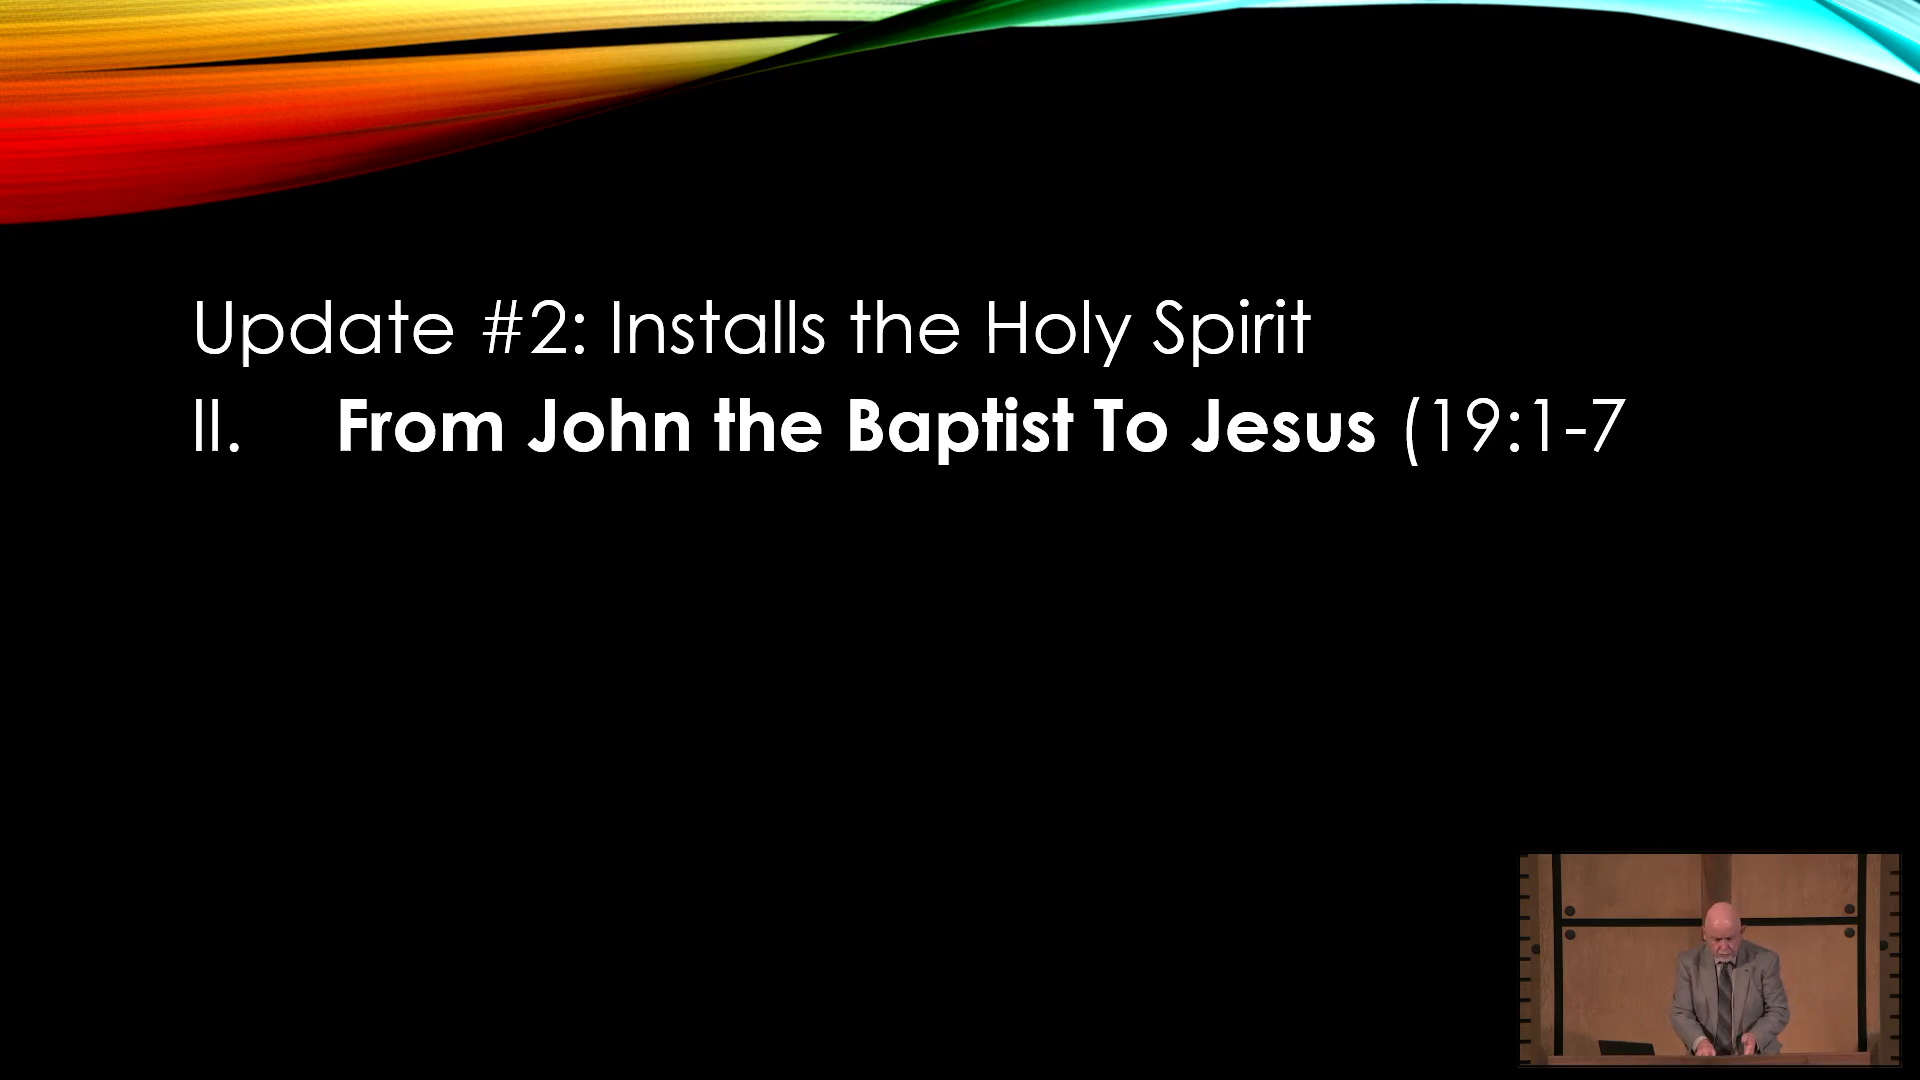 Update #2: Installs the Holy Spirit
II. From John the Baptist To Jesus (19:1-7